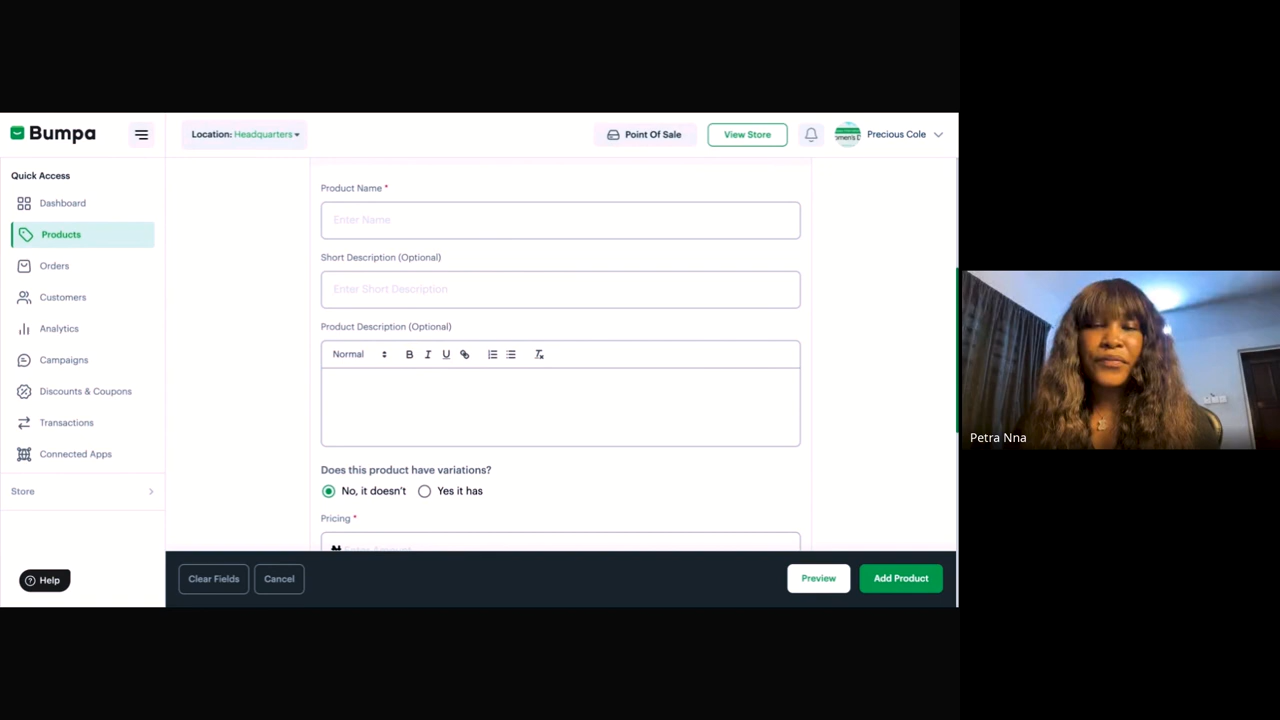 Bumpa
Location: Headquarters
Point Of Sale
View Store
omen's D
Precious Cole
Quick Access
Dashboard
Products
Orders
Customers
Analytics
Campaigns
Discounts & Coupons
Transactions
Connected Apps
Store
Help
Product Name *
Enter Name
Short Description (Optional)
Enter Short Description
Product Description (Optional)
Normal
B I U
Does this product have variations?
No, it doesn't
Yes it has
Pricing *
Clear Fields
Cancel
Preview
Add Product
Petra Nna